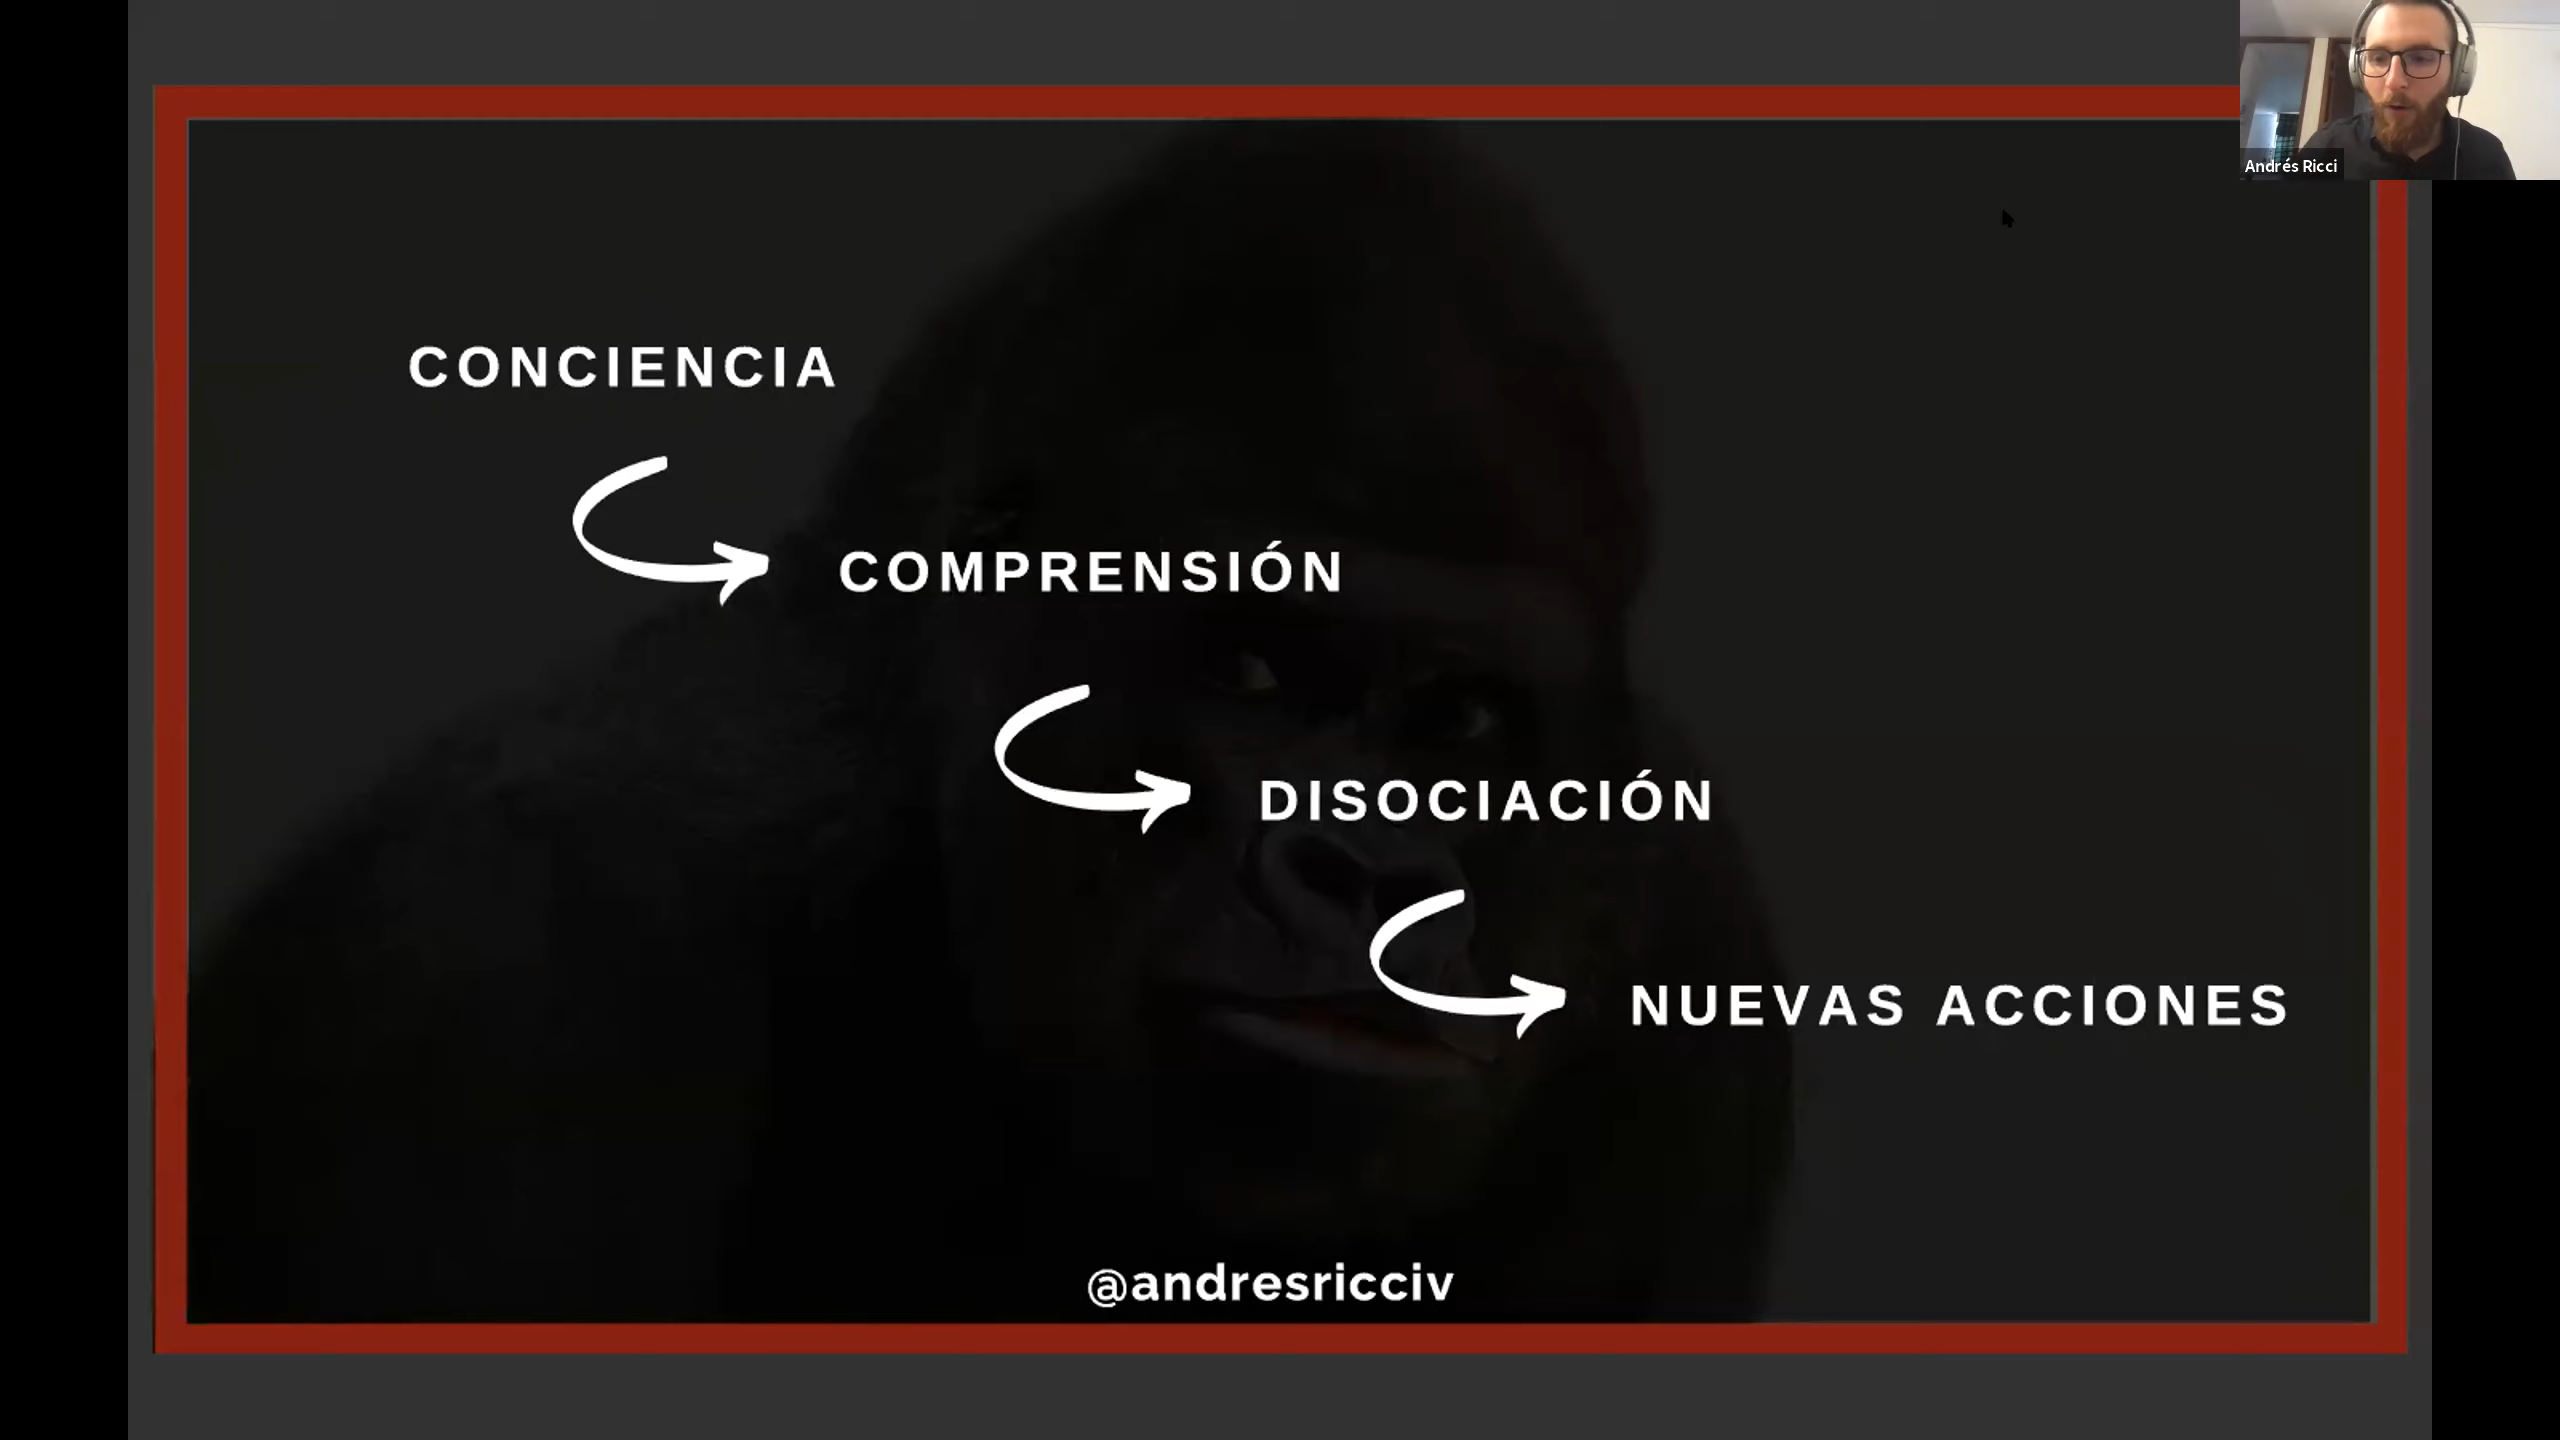 Andrés Ricci
CONCIENCIA
COMPRENSIÓN
DISOCIACIÓN
NUEVAS ACCIONES
@andresricciv